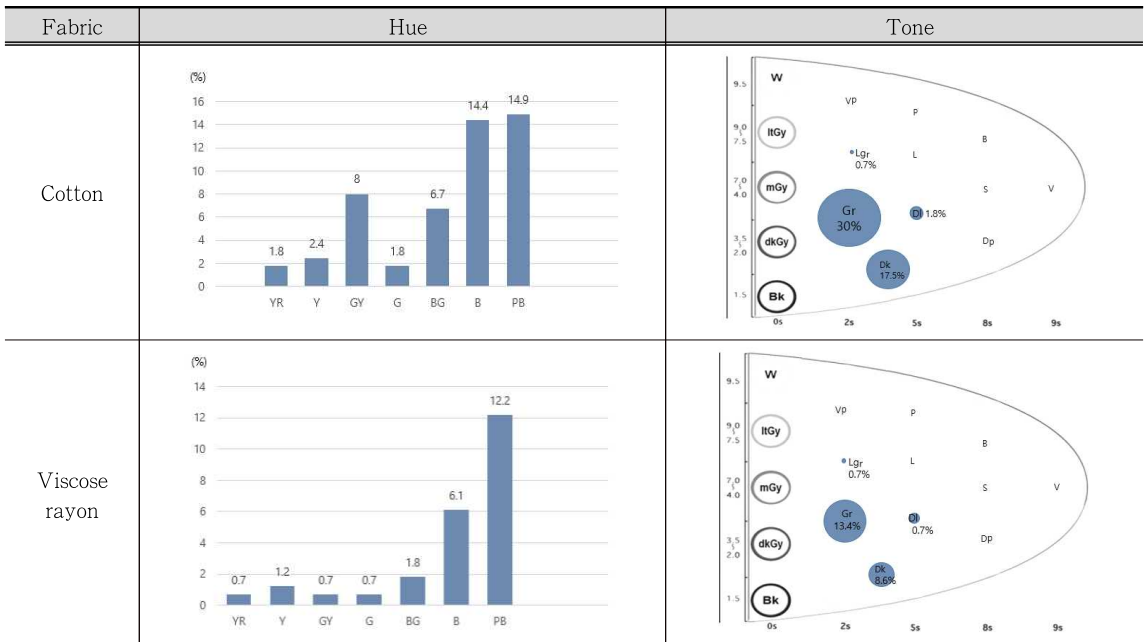 Fabric Hue Tone
Cotton
(%)
16
14
12
10
8
6
4
2
0
1.8
2.4
8
1.8
6.7
14.4
14.9
YR Y GY G BG B PB
9.5
9.0
7.5
7.0
4.0
3.5
2.0
1.5
W
ltGy
mGy
dkGy
Bk
Vp
P
B
Lgr
0.7%
L
S
V
Gr
30%
Dl 1.8%
Dp
Dk
17.5%
0s 2s 5s 8s 9s
Viscose
rayon
(%)
14
12
10
8
6
4
2
0
0.7
1.2
0.7
0.7
1.8
6.1
12.2
YR Y GY G BG B PB
9.5
9.0
7.5
7.0
4.0
3.5
2.0
1.5
W
ltGy
mGy
dkGy
Bk
Vp
P
B
Lgr
0.7%
L
S
V
Gr
13.4%
Dl
0.7%
Dp
Dk
8.6%
0s 2s 5s 8s 9s